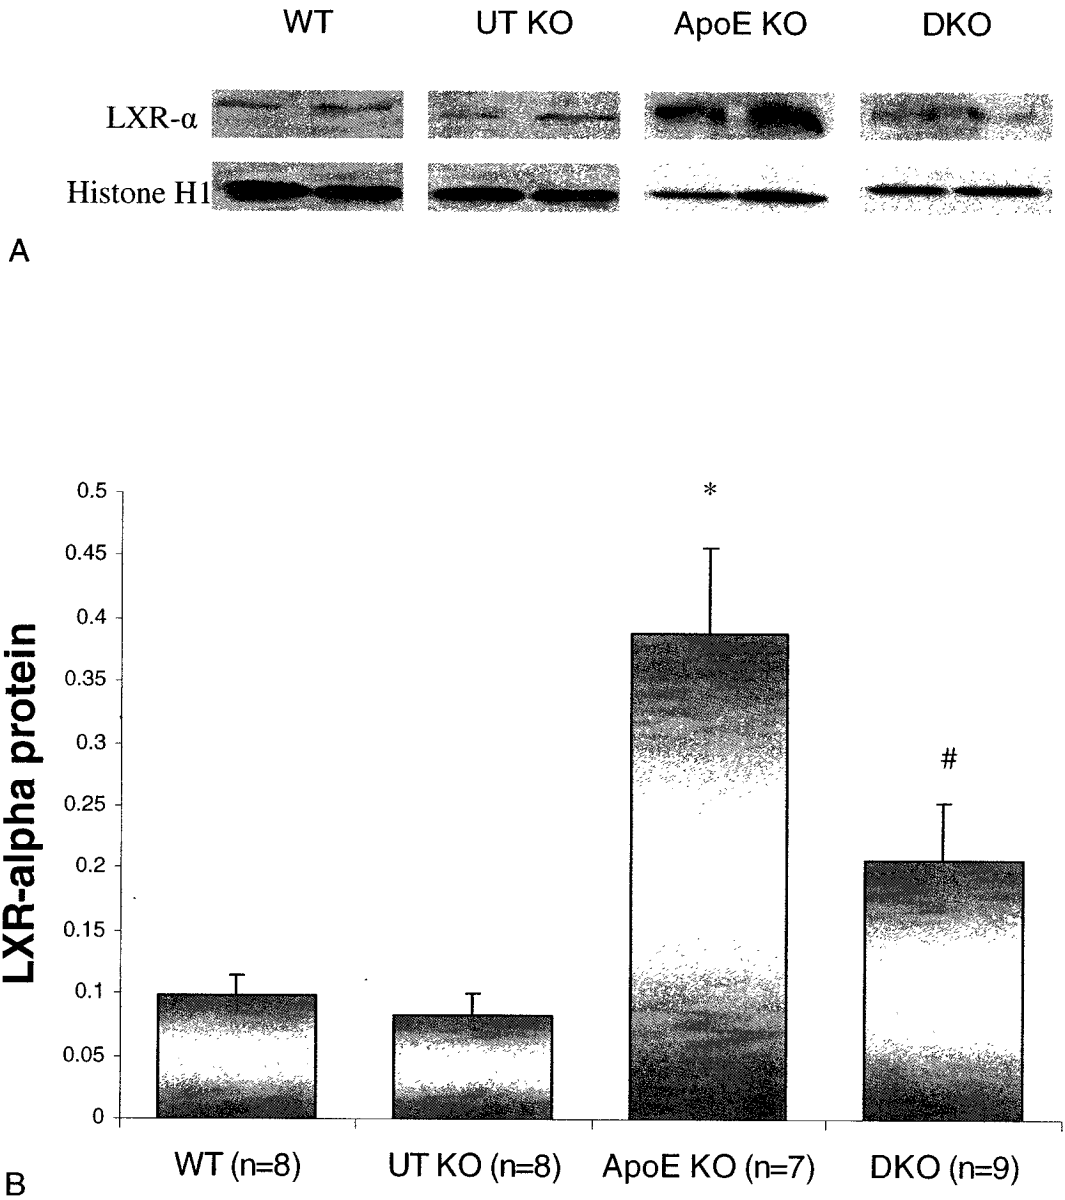 WT UT KO ApoE KO DKO
LXR-α
Histone H1
A
0.5
0.45
0.4
0.35
0.3
0.25
0.2
0.15
0.1
0.05
0
LXR-alpha protein
*
#
WT (n=8) UT KO (n=8) ApoE KO (n=7) DKO (n=9)
B